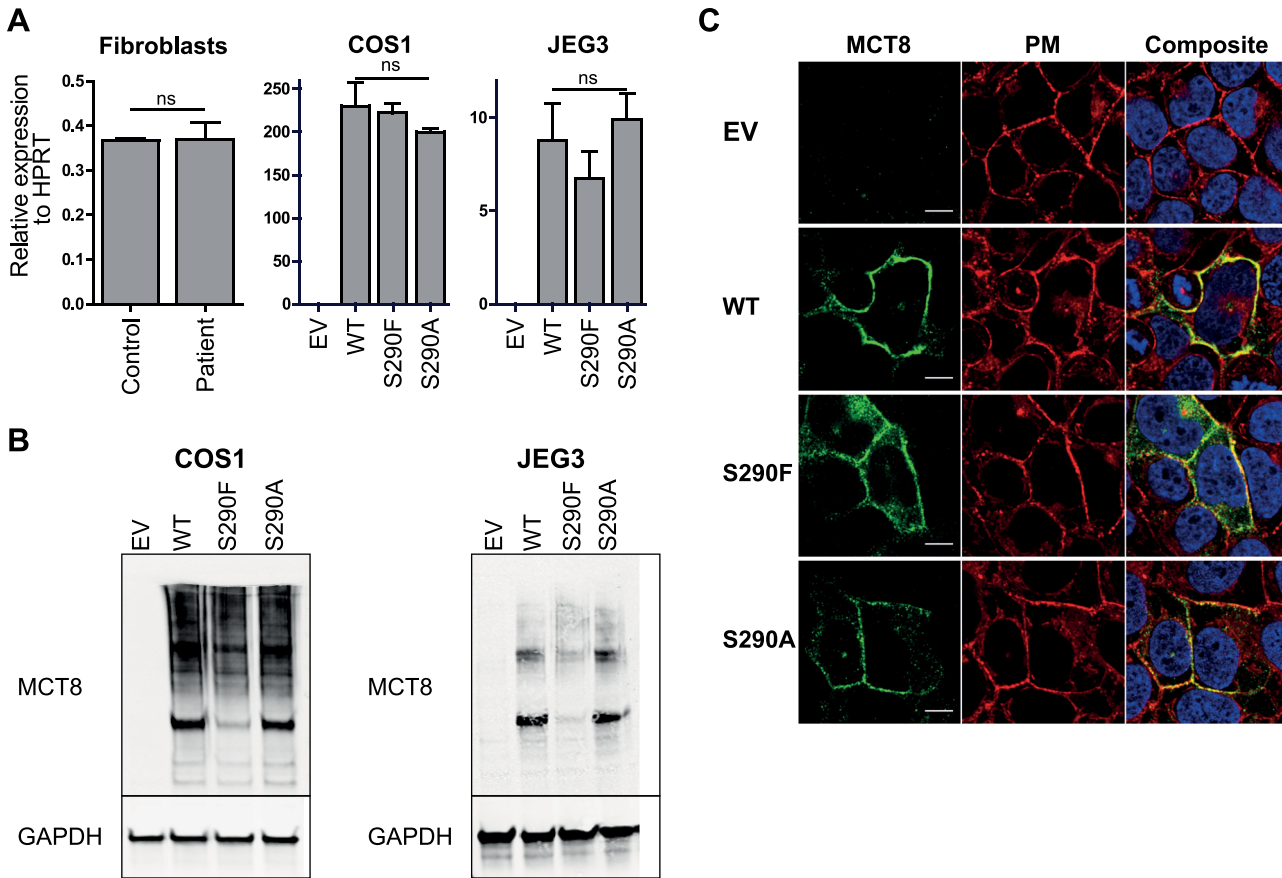 A
Fibroblasts
COS1
JEG3
Relative expression
to HPRT
0.5
0.4
0.3
0.2
0.1
0.0
ns
Control
Patient
250
200
150
100
50
0
ns
EV
WT
S290F
S290A
10
5
0
ns
EV
WT
S290F
S290A
B
COS1
JEG3
EV
WT
S290F
S290A
EV
WT
S290F
S290A
MCT8
MCT8
GAPDH
GAPDH
C
MCT8
PM
Composite
EV
WT
S290F
S290A